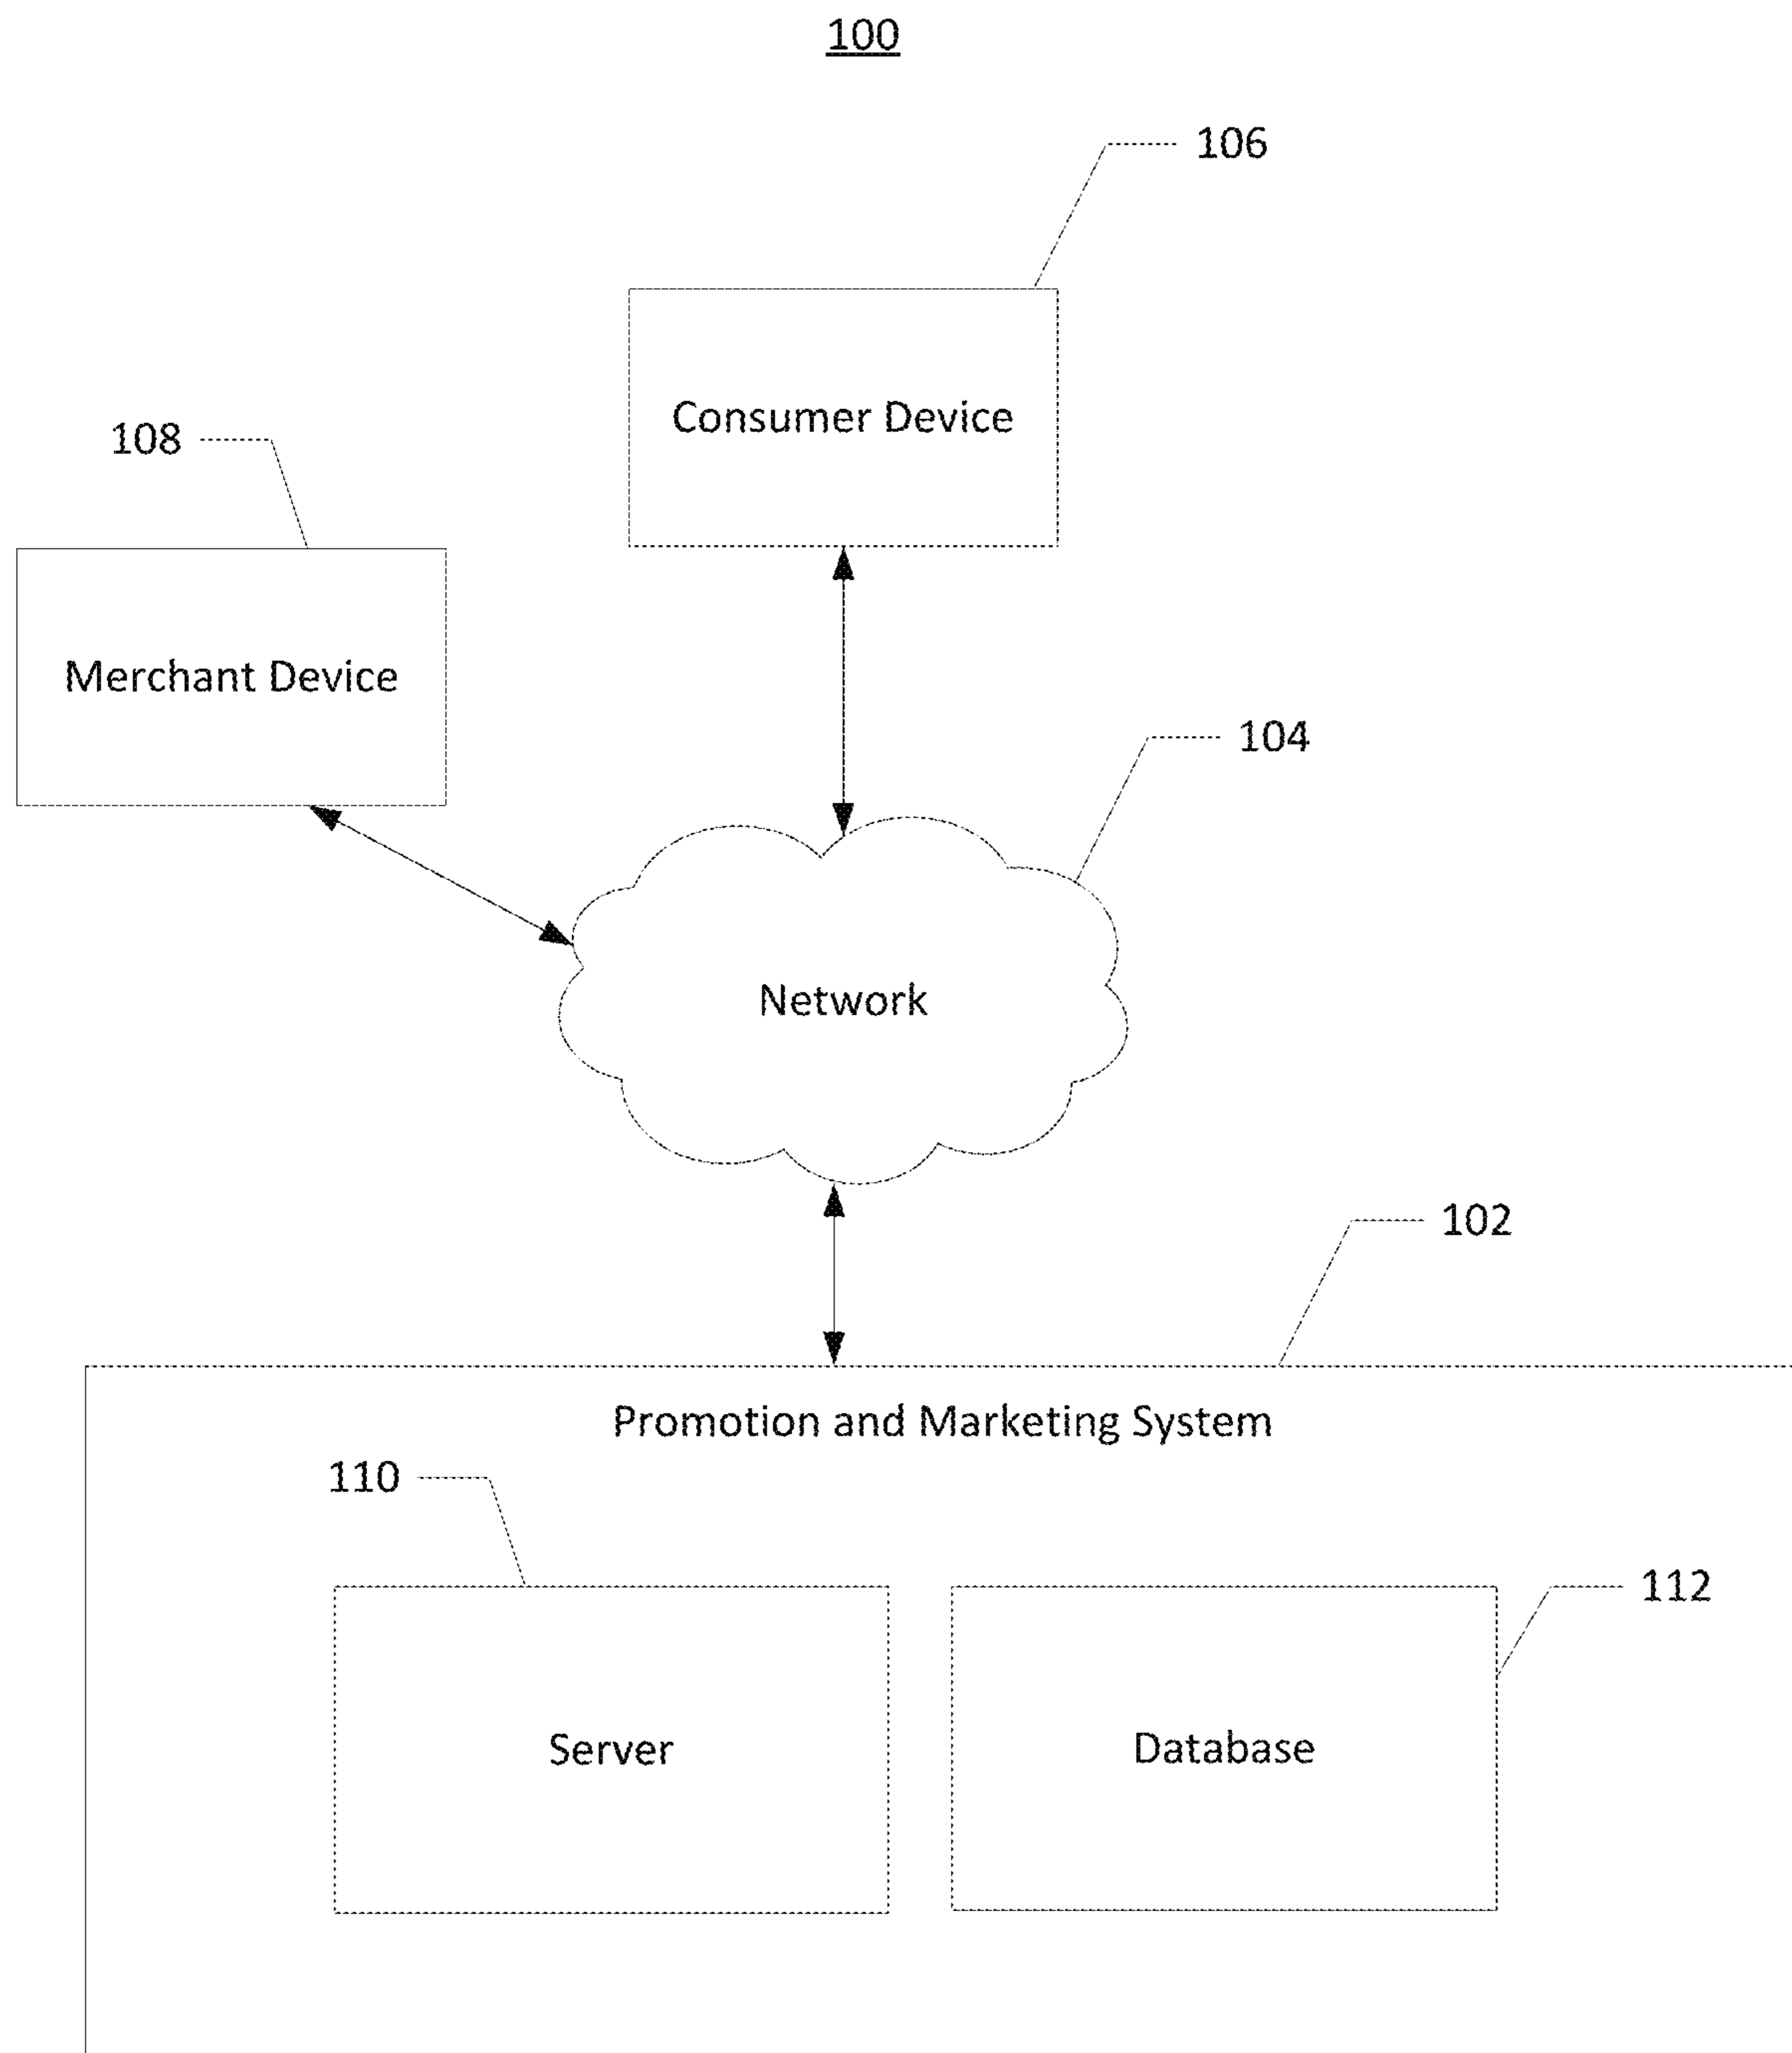 100
106
Consumer Device
108
Merchant Device
104
Network
102
Promotion and Marketing System
110
112
Server
Database